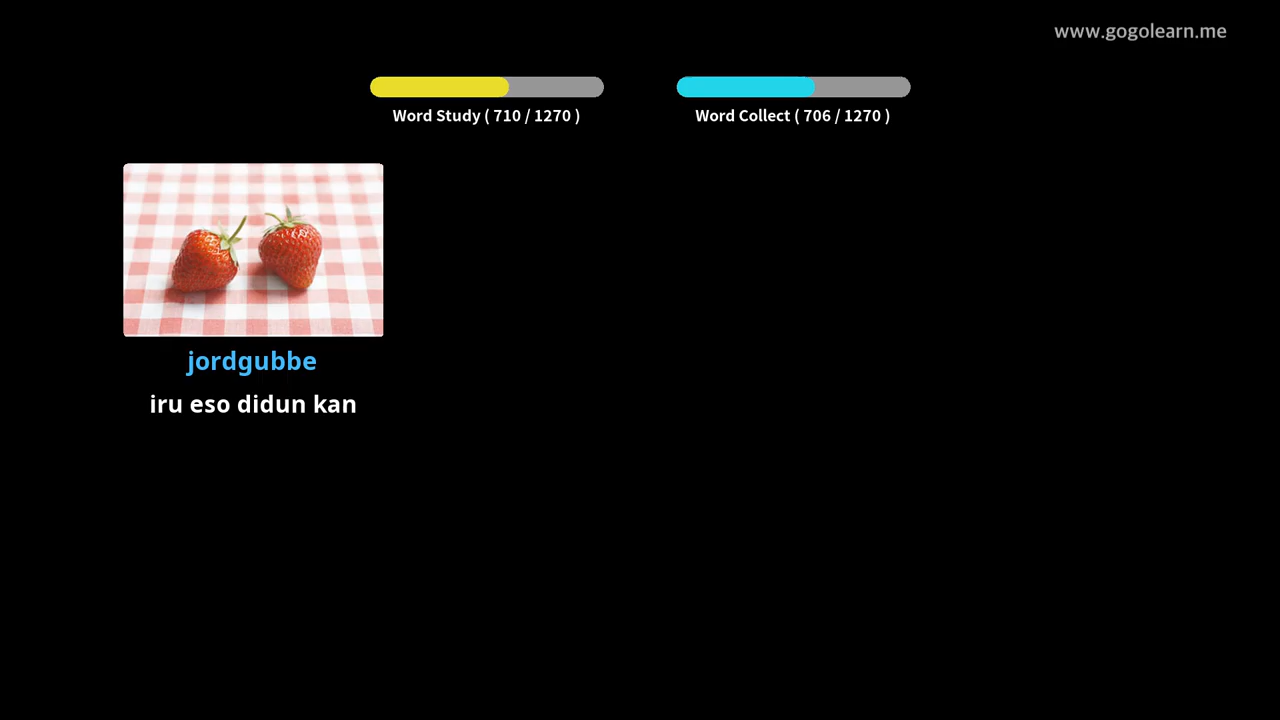 www.gogolearn.me
Word Study ( 710 / 1270 )
Word Collect ( 706 / 1270 )
jordgubbe
iru eso didun kan